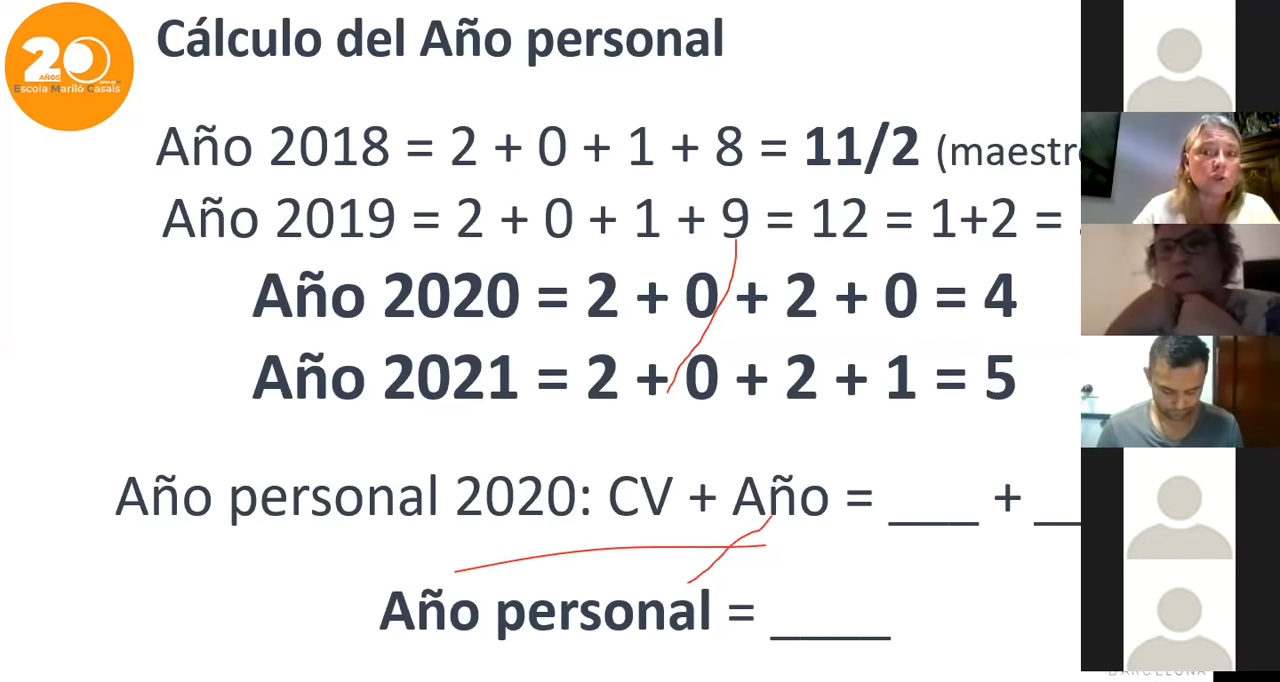 20
AÑOS
Escola Mariló Casals
Cálculo del Año personal
Año 2018 = 2 + 0 + 1 + 8 = 11/2 (maestr
Año 2019 = 2 + 0 + 1 + 9 = 12 = 1+2 =
Año 2020 = 2 + 0 + 2 + 0 = 4
Año 2021 = 2 + 0 + 2 + 1 = 5
Año personal 2020: CV + Año = ___ + __
Año personal = ____
BARCELONA